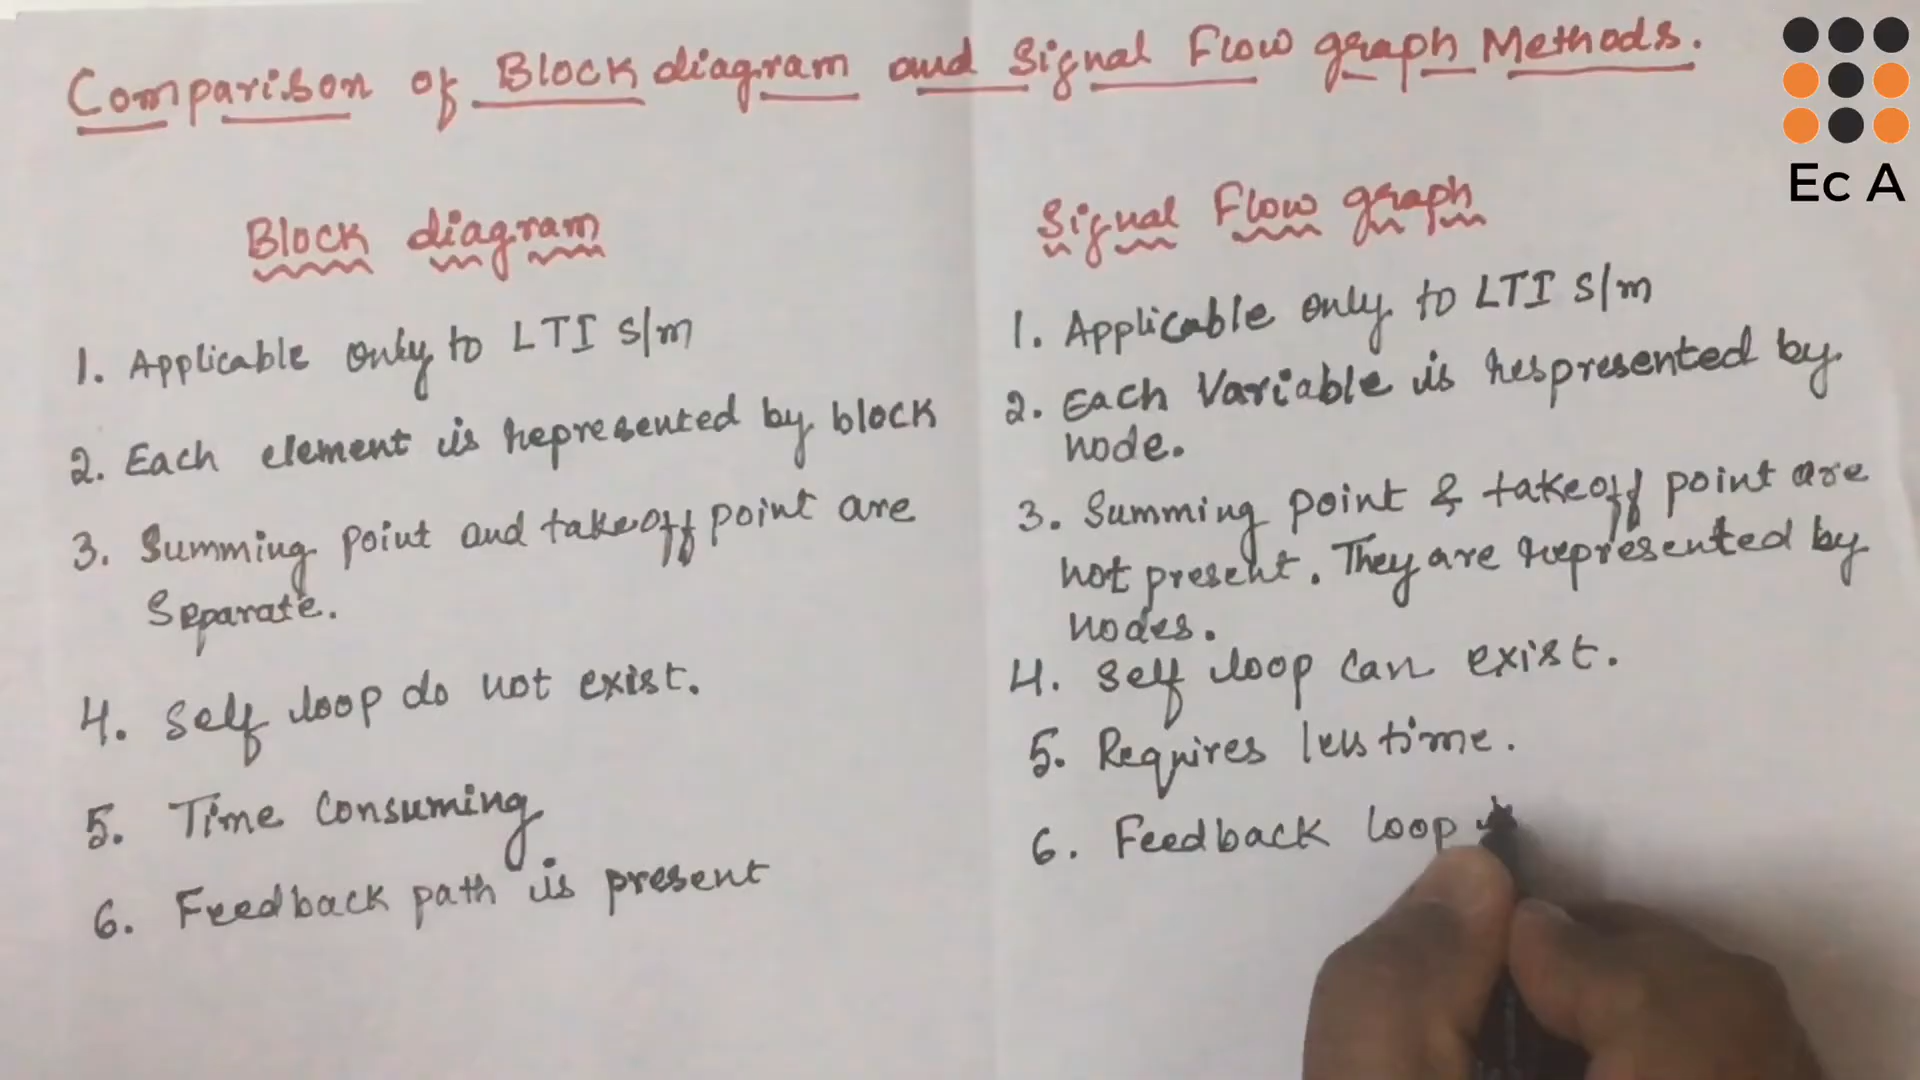 Comparison of Block diagram and Signal Flow graph Methods.
Ec A
Block diagram
1. Applicable only to LTI s/m
2. Each element is represented by block
3. Summing point and takeoff point are
Separate.
4. Self loop do not exist.
5. Time Consuming
6. Feedback path is present
Signal Flow graph
1. Applicable only to LTI s/m
2. Each Variable is respresented by
node.
3. Summing point & takeoff point are
not present. They are represented by
nodes.
4. Self loop can exist.
5. Requires less time.
6. Feedback loop